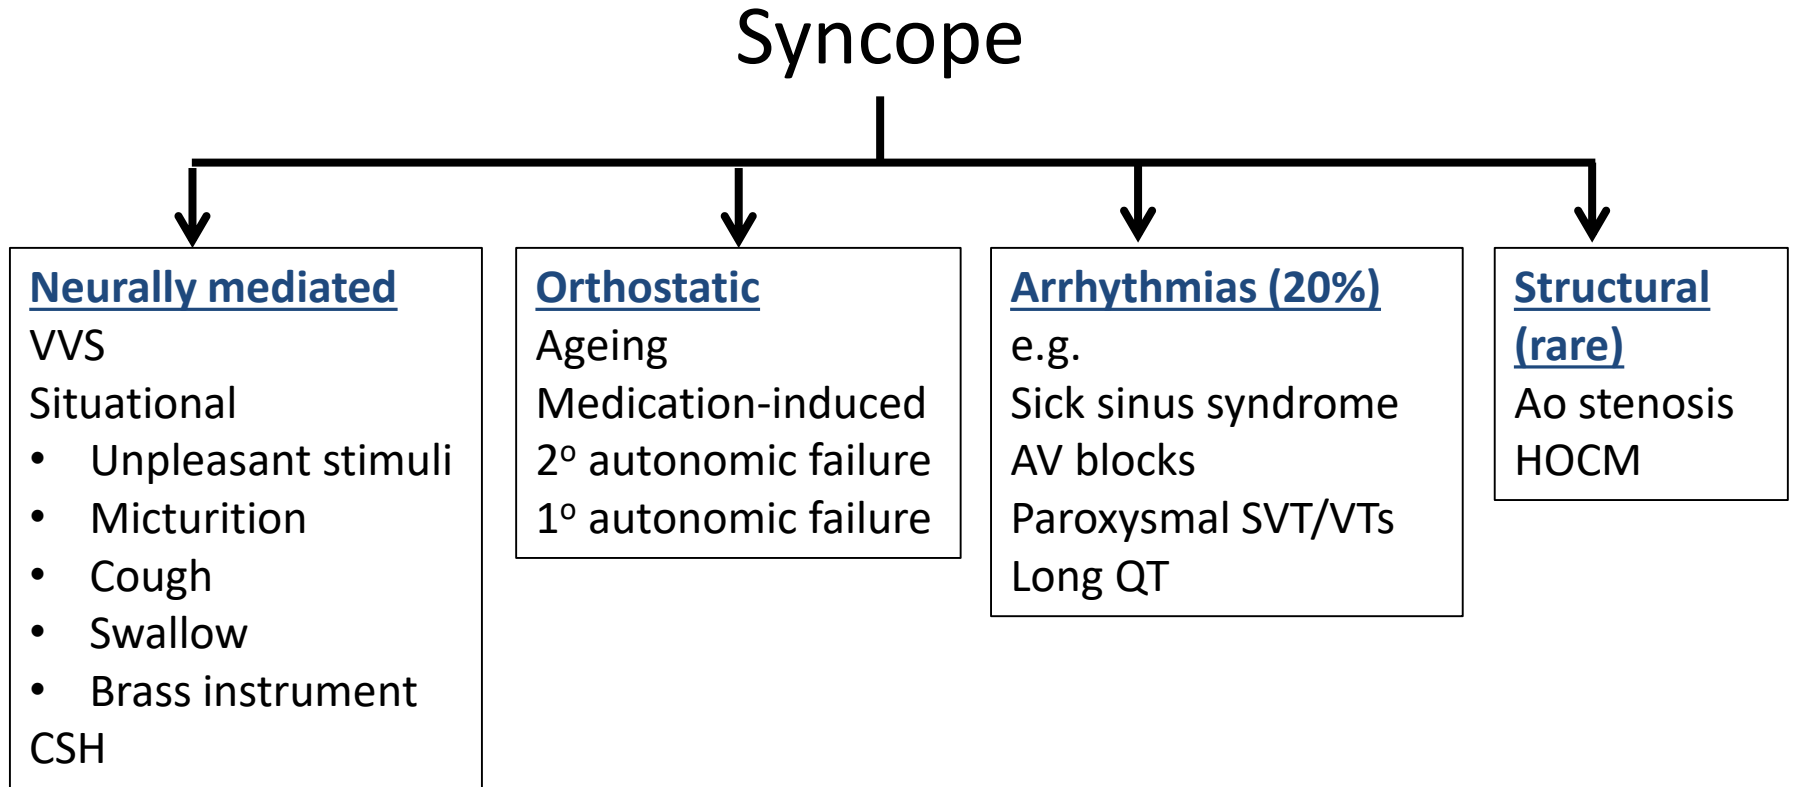 Syncope
Neurally mediated
VVS
Situational
• Unpleasant stimuli
• Micturition
• Cough
• Swallow
• Brass instrument
CSH
Orthostatic
Ageing
Medication-induced
2º autonomic failure
1º autonomic failure
Arrhythmias (20%)
e.g.
Sick sinus syndrome
AV blocks
Paroxysmal SVT/VTs
Long QT
Structural
(rare)
Ao stenosis
HOCM